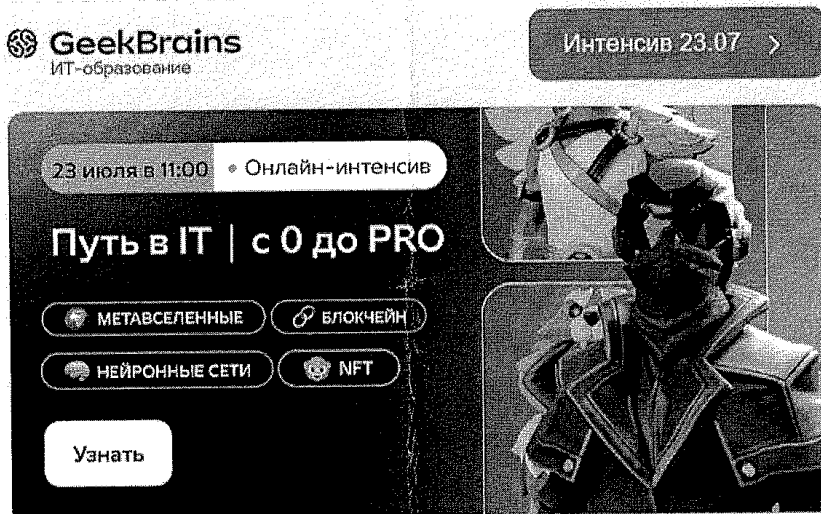 GeekBrains
ИТ-образование
Интенсив 23.07
23 июля в 11:00 • Онлайн-интенсив
Путь в IT | с 0 до PRO
МЕТАВСЕЛЕННЫЕ
БЛОКЧЕЙН
НЕЙРОННЫЕ СЕТИ
NFT
Узнать